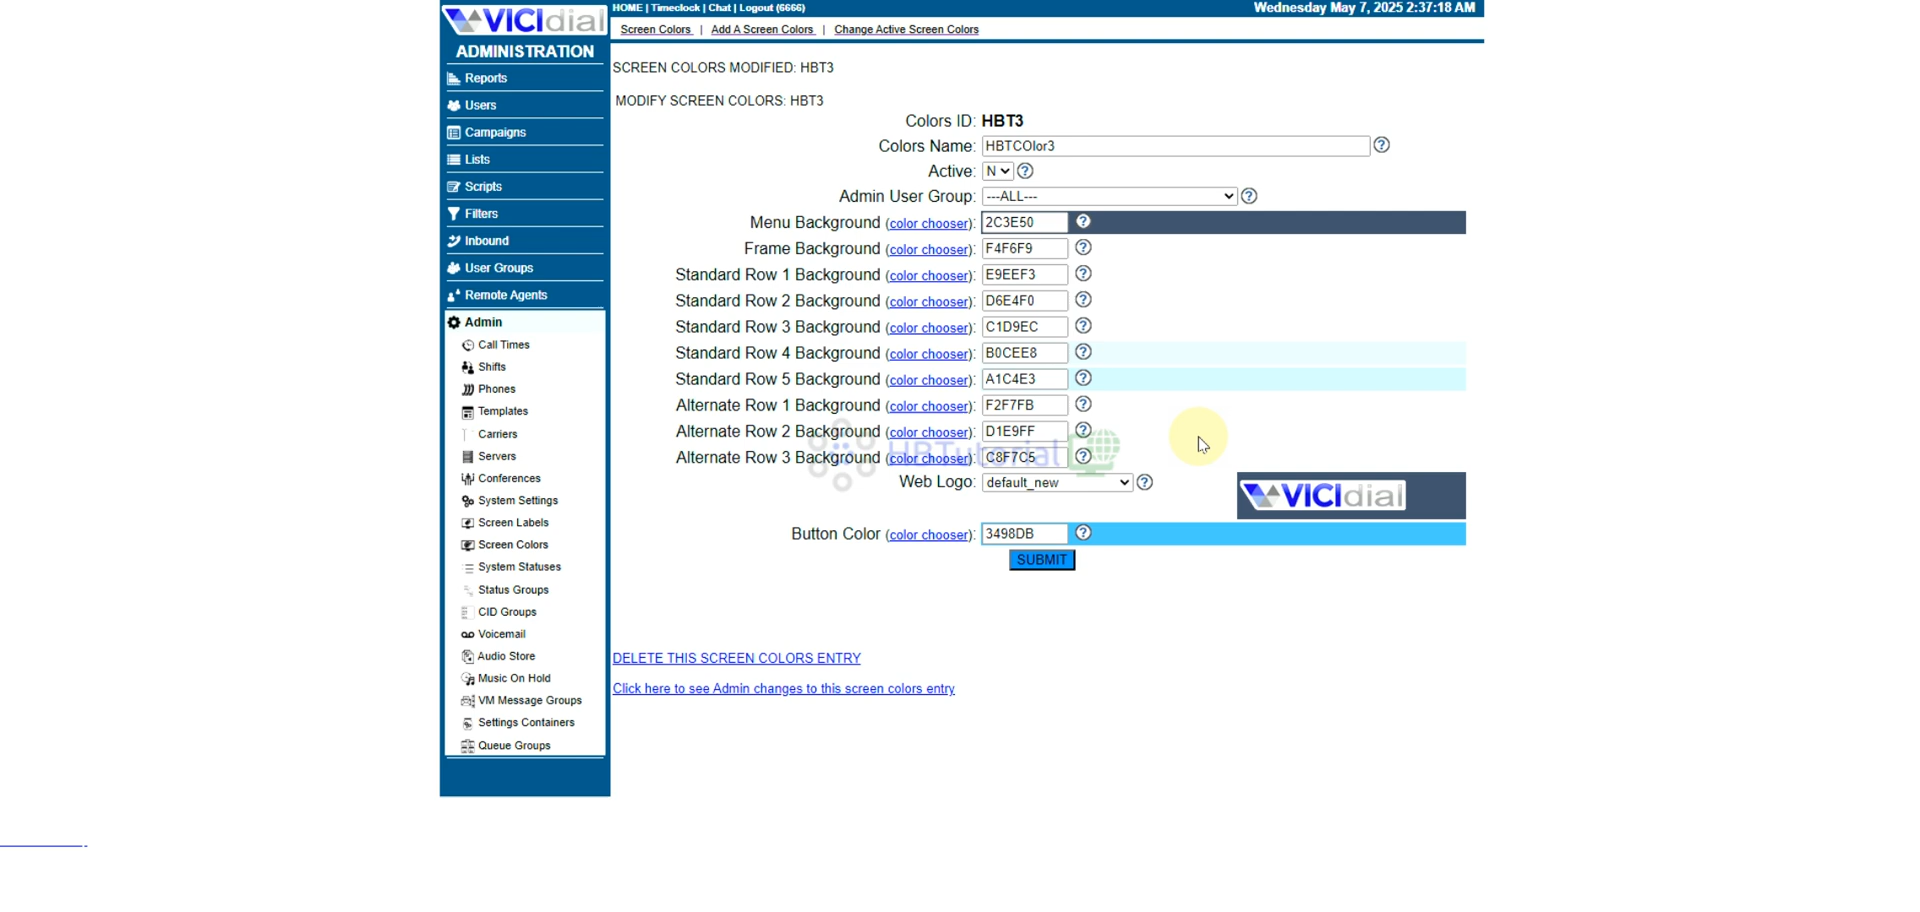 VICIdial
HOME | Timeclock | Chat | Logout (6666)
Wednesday May 7, 2025 2:37:18 AM
Screen Colors | Add A Screen Colors | Change Active Screen Colors
ADMINISTRATION
Reports
Users
Campaigns
Lists
Scripts
Filters
Inbound
User Groups
Remote Agents
Admin
Call Times
Shifts
Phones
Templates
Carriers
Servers
Conferences
System Settings
Screen Labels
Screen Colors
System Statuses
Status Groups
CID Groups
Voicemail
Audio Store
Music On Hold
VM Message Groups
Settings Containers
Queue Groups
SCREEN COLORS MODIFIED: HBT3
MODIFY SCREEN COLORS: HBT3
Colors ID: HBT3
Colors Name: HBTCOlor3
Active: N
Admin User Group: ---ALL---
Menu Background (color chooser): 2C3E50
Frame Background (color chooser): F4F6F9
Standard Row 1 Background (color chooser): E9EEF3
Standard Row 2 Background (color chooser): D6E4F0
Standard Row 3 Background (color chooser): C1D9EC
Standard Row 4 Background (color chooser): B0CEE8
Standard Row 5 Background (color chooser): A1C4E3
Alternate Row 1 Background (color chooser): F2F7FB
Alternate Row 2 Background (color chooser): D1E9FF
Alternate Row 3 Background (color chooser): C8F7C5
HBTutorial
Web Logo: default_new
VICIdial
Button Color (color chooser): 3498DB
SUBMIT
DELETE THIS SCREEN COLORS ENTRY
Click here to see Admin changes to this screen colors entry